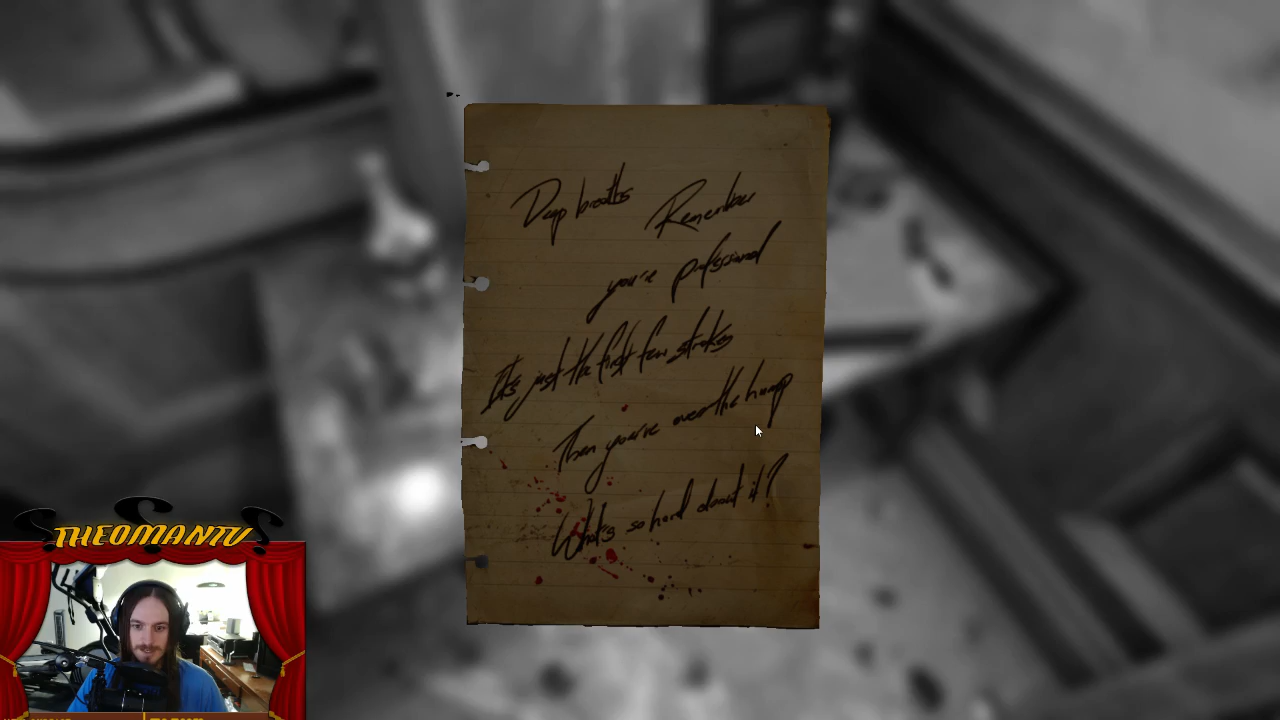 Deep breaths Remember
you're professional
It's just the first few strokes
Then you're over the hump
What's so hard about it?
THEOMANTV